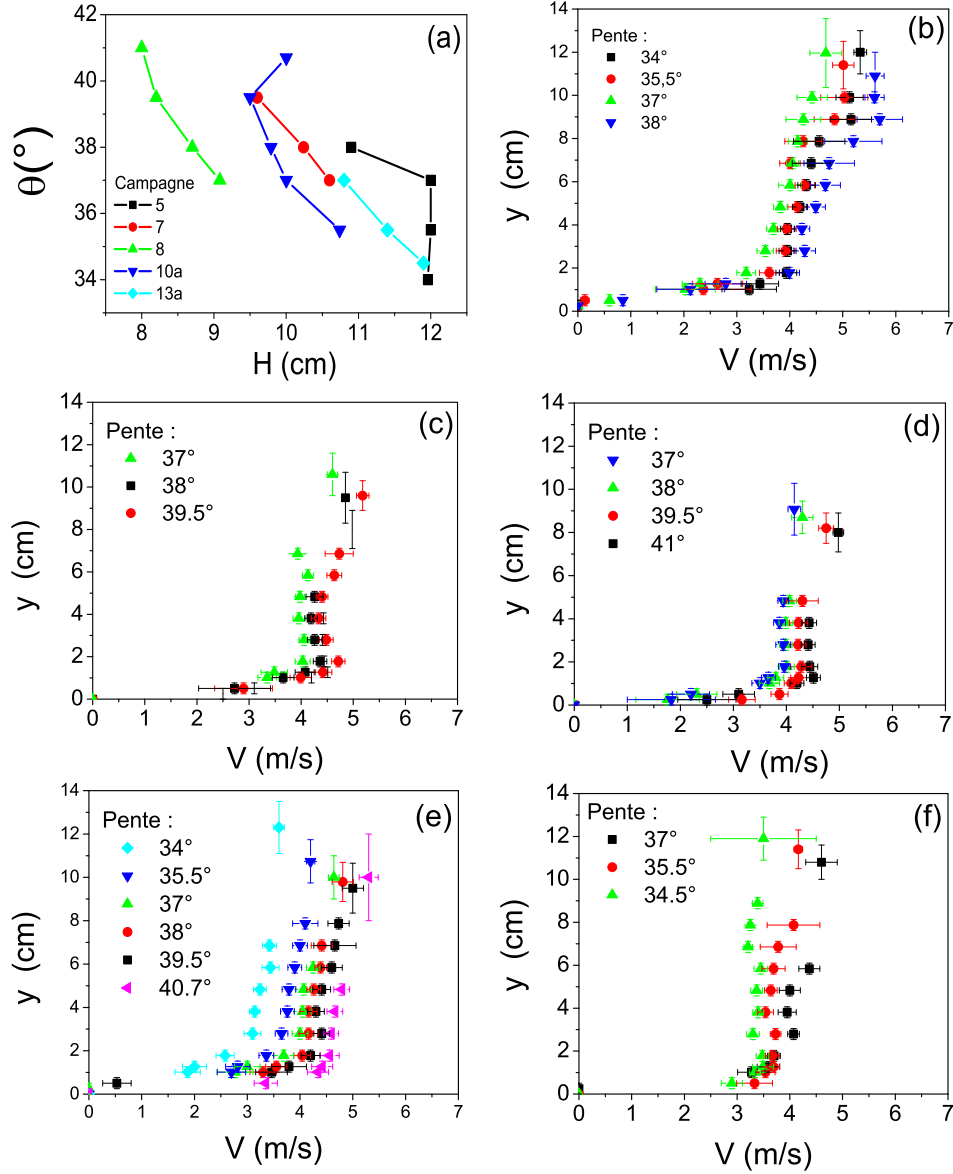 (a)
42
40
38
36
34
θ(°)
Campagne
5
7
8
10a
13a
8 9 10 11 12
H (cm)
(b)
14
12
10
8
6
4
2
0
y (cm)
Pente :
34°
35,5°
37°
38°
0 1 2 3 4 5 6 7
V (m/s)
(c)
14
12
10
8
6
4
2
0
y (cm)
Pente :
37°
38°
39.5°
0 1 2 3 4 5 6 7
V (m/s)
(d)
14
12
10
8
6
4
2
0
y (cm)
Pente :
37°
38°
39.5°
41°
0 1 2 3 4 5 6 7
V (m/s)
(e)
14
12
10
8
6
4
2
0
y (cm)
Pente :
34°
35.5°
37°
38°
39.5°
40.7°
0 1 2 3 4 5 6 7
V (m/s)
(f)
14
12
10
8
6
4
2
0
y (cm)
Pente :
37°
35.5°
34.5°
0 1 2 3 4 5 6 7
V (m/s)